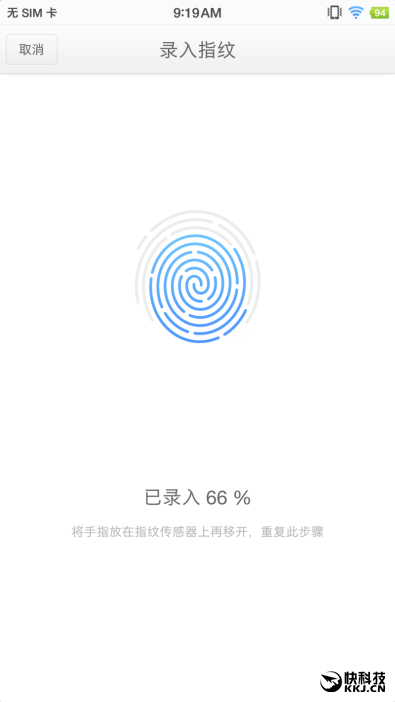 无 SIM 卡 9:19AM 94
取消 录入指纹
已录入 66 %
将手指放在指纹传感器上再移开，重复此步骤
快科技
KKJ.CN